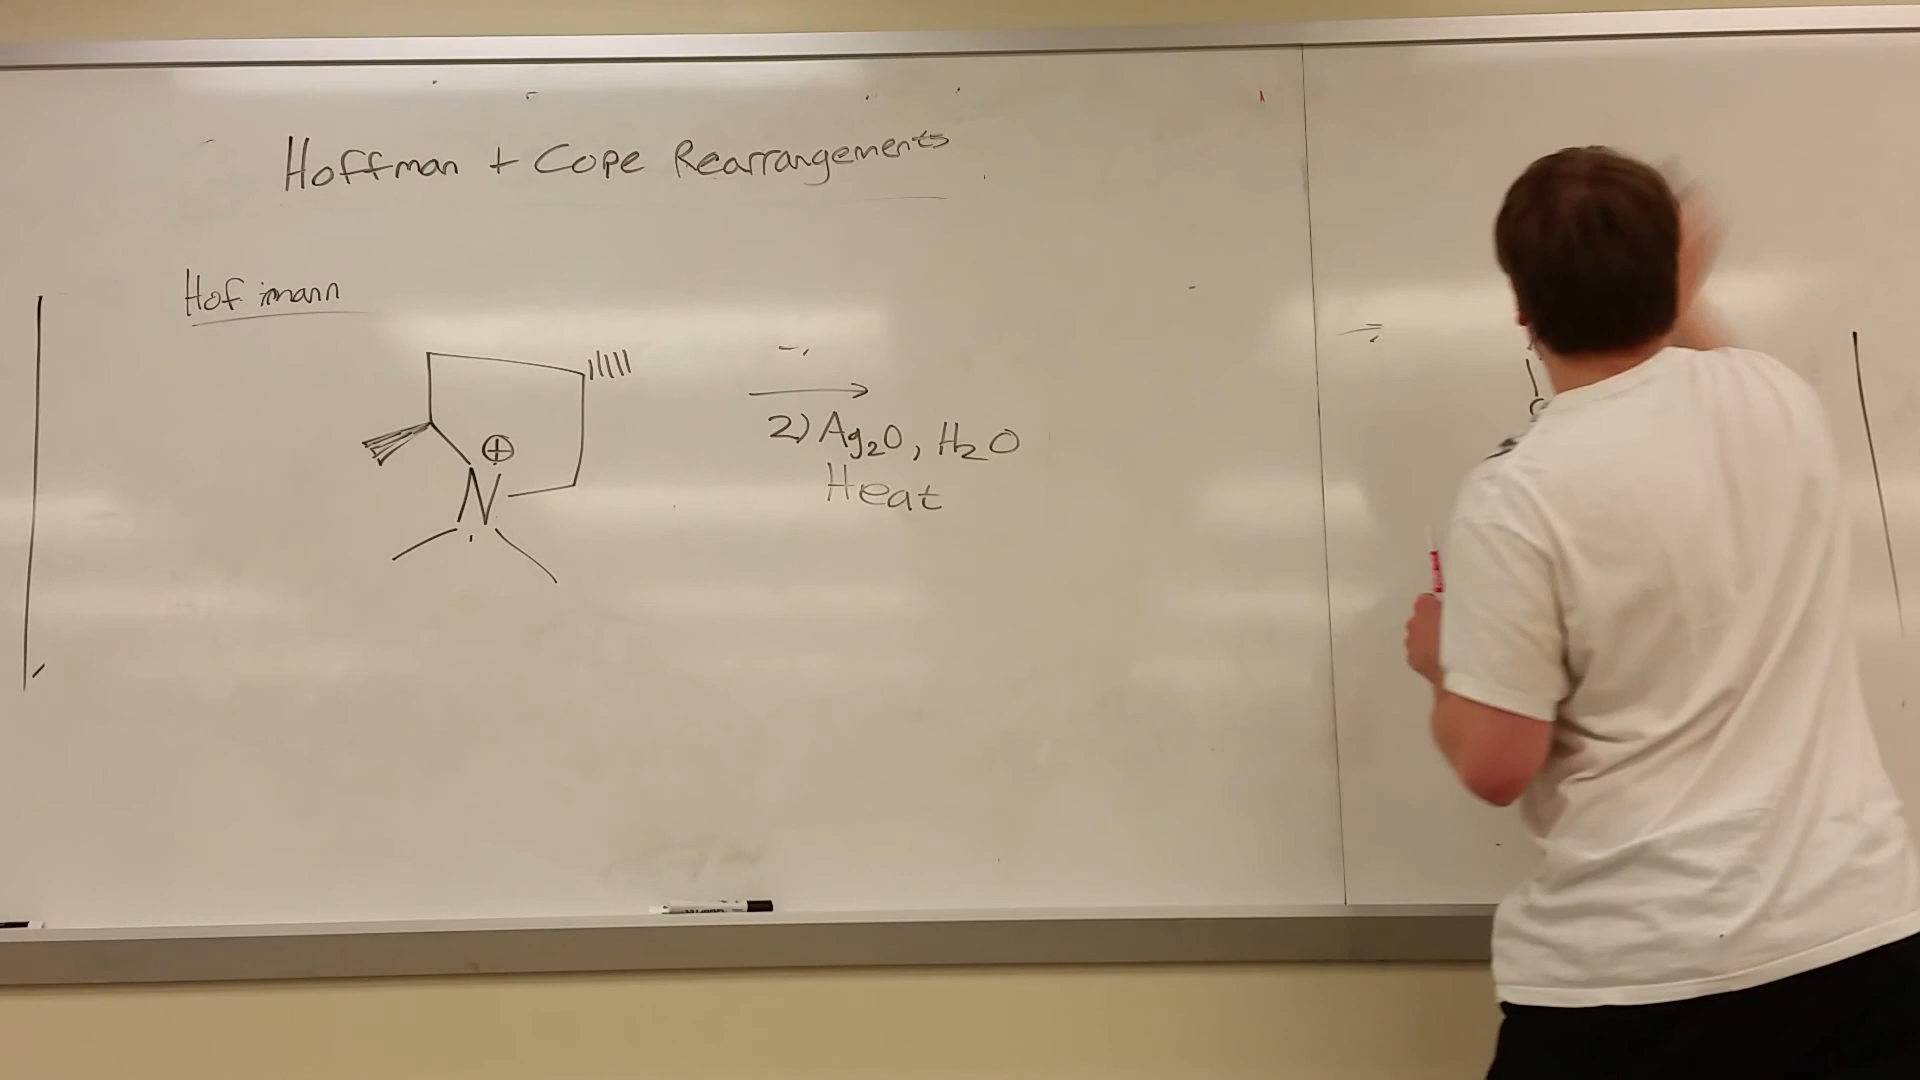 Hoffman + Cope Rearrangements
Hofmann
⊕
N
2) Ag₂O, H₂O
Heat